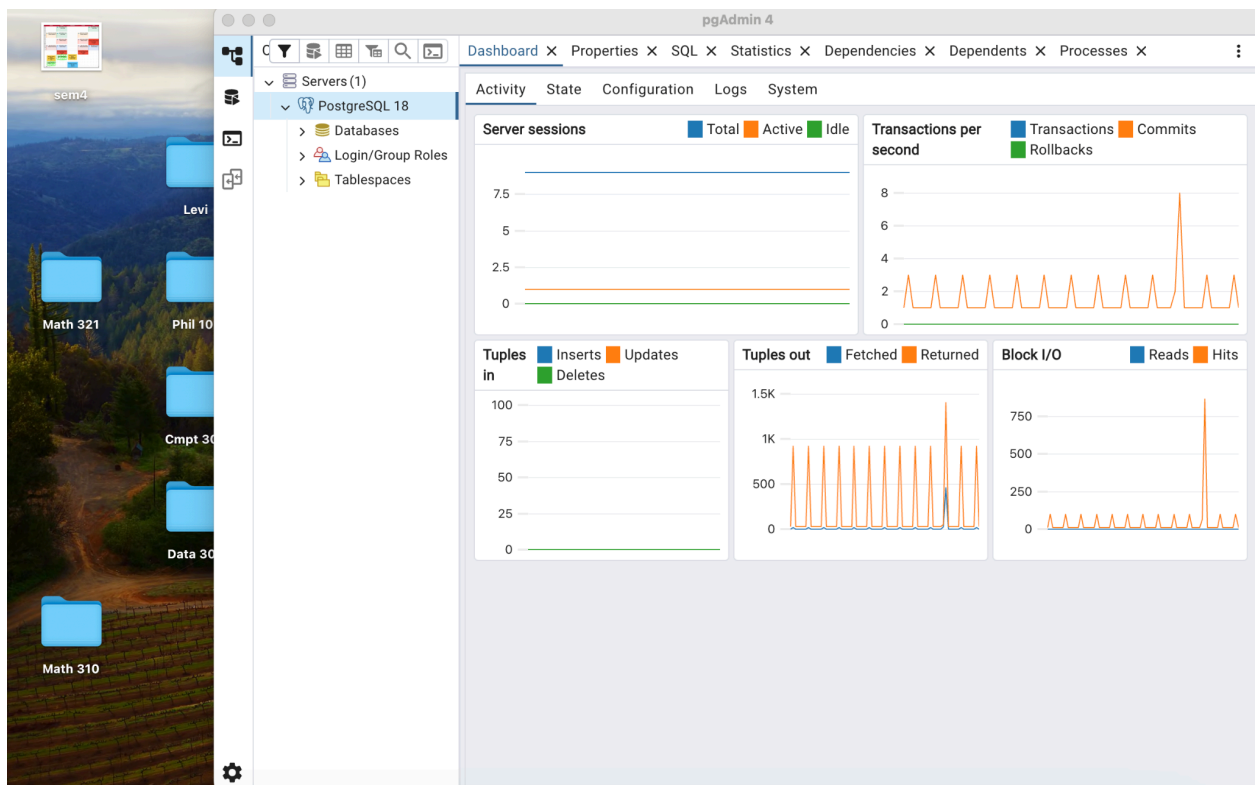 pgAdmin 4
sem4
Levi
Math 321
Phil 10
Cmpt 30
Data 30
Math 310
Servers (1)
PostgreSQL 18
Databases
Login/Group Roles
Tablespaces
Dashboard Properties SQL Statistics Dependencies Dependents Processes
Activity State Configuration Logs System
Server sessions Total Active Idle
7.5
5
2.5
0
Transactions per Transactions Commits
second Rollbacks
8
6
4
2
0
Tuples Inserts Updates
in Deletes
100
75
50
25
0
Tuples out Fetched Returned
1.5K
1K
500
0
Block I/O Reads Hits
750
500
250
0